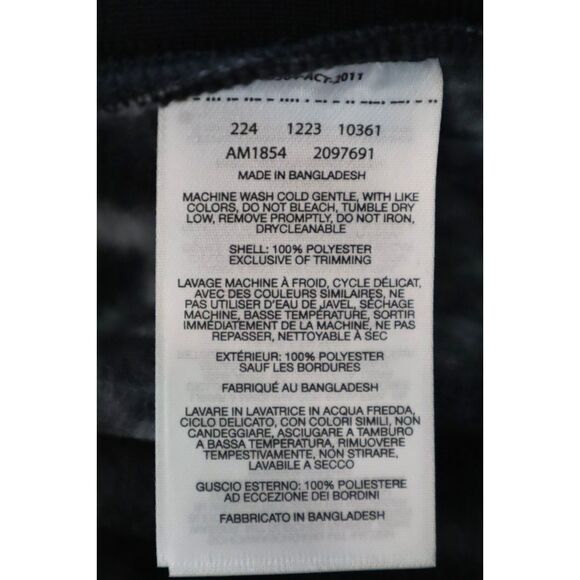 ACT-2011
224 1223 10361
AM1854 2097691
MADE IN BANGLADESH
MACHINE WASH COLD GENTLE, WITH LIKE
COLORS, DO NOT BLEACH, TUMBLE DRY
LOW, REMOVE PROMPTLY, DO NOT IRON,
DRYCLEANABLE
SHELL: 100% POLYESTER
EXCLUSIVE OF TRIMMING
LAVAGE MACHINE À FROID, CYCLE DÉLICAT,
AVEC DES COULEURS SIMILAIRES, NE
PAS UTILISER D'EAU DE JAVEL, SÉCHAGE
MACHINE, BASSE TEMPÉRATURE, SORTIR
IMMÉDIATEMENT DE LA MACHINE, NE PAS
REPASSER, NETTOYABLE À SEC
EXTÉRIEUR: 100% POLYESTER
SAUF LES BORDURES
FABRIQUÉ AU BANGLADESH
LAVARE IN LAVATRICE IN ACQUA FREDDA,
CICLO DELICATO, CON COLORI SIMILI, NON
CANDEGGIARE, ASCIUGARE A TAMBURO
A BASSA TEMPERATURA, RIMUOVERE
TEMPESTIVAMENTE, NON STIRARE,
LAVABILE A SECCO
GUSCIO ESTERNO: 100% POLIESTERE
AD ECCEZIONE DEI BORDINI
FABBRICATO IN BANGLADESH